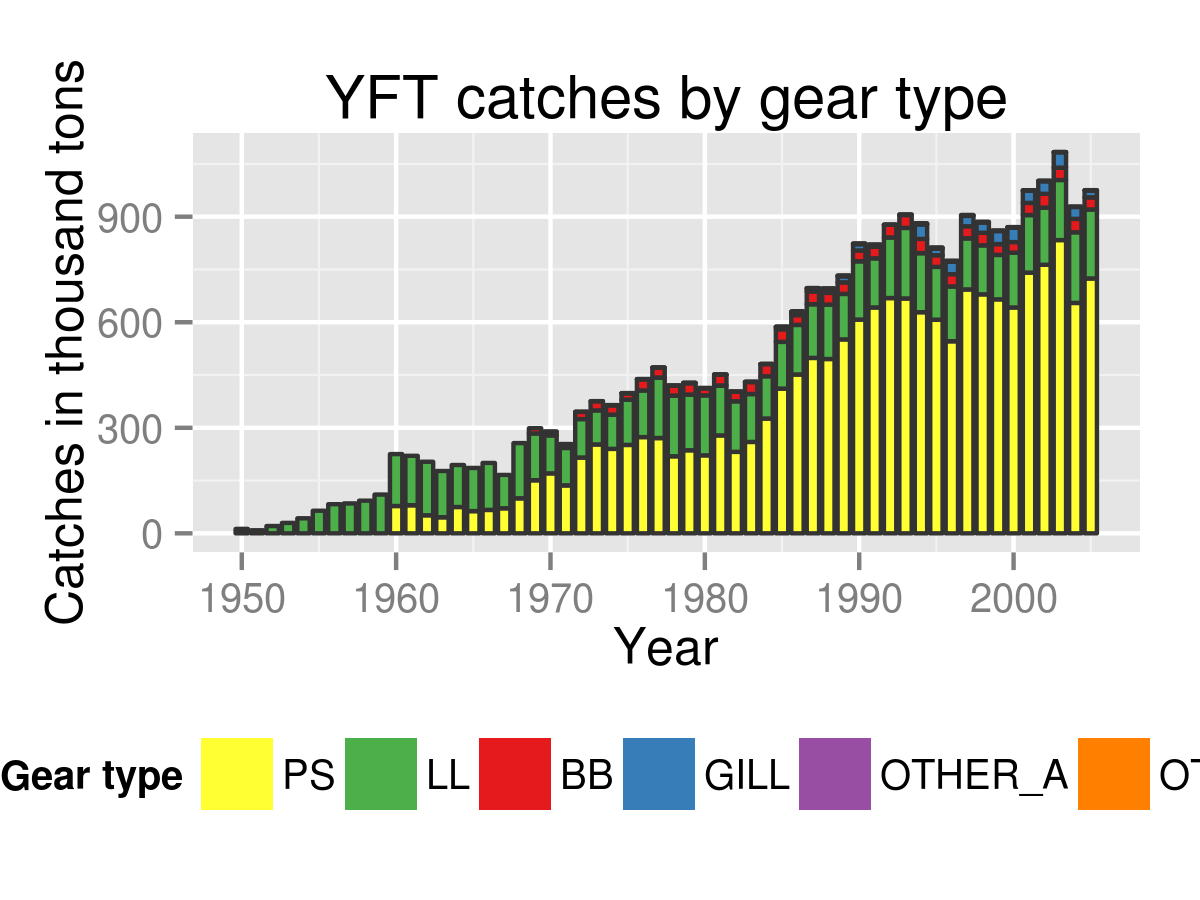 YFT catches by gear type
Catches in thousand tons
900
600
300
0
1950 1960 1970 1980 1990 2000
Year
Gear type PS LL BB GILL OTHER_A